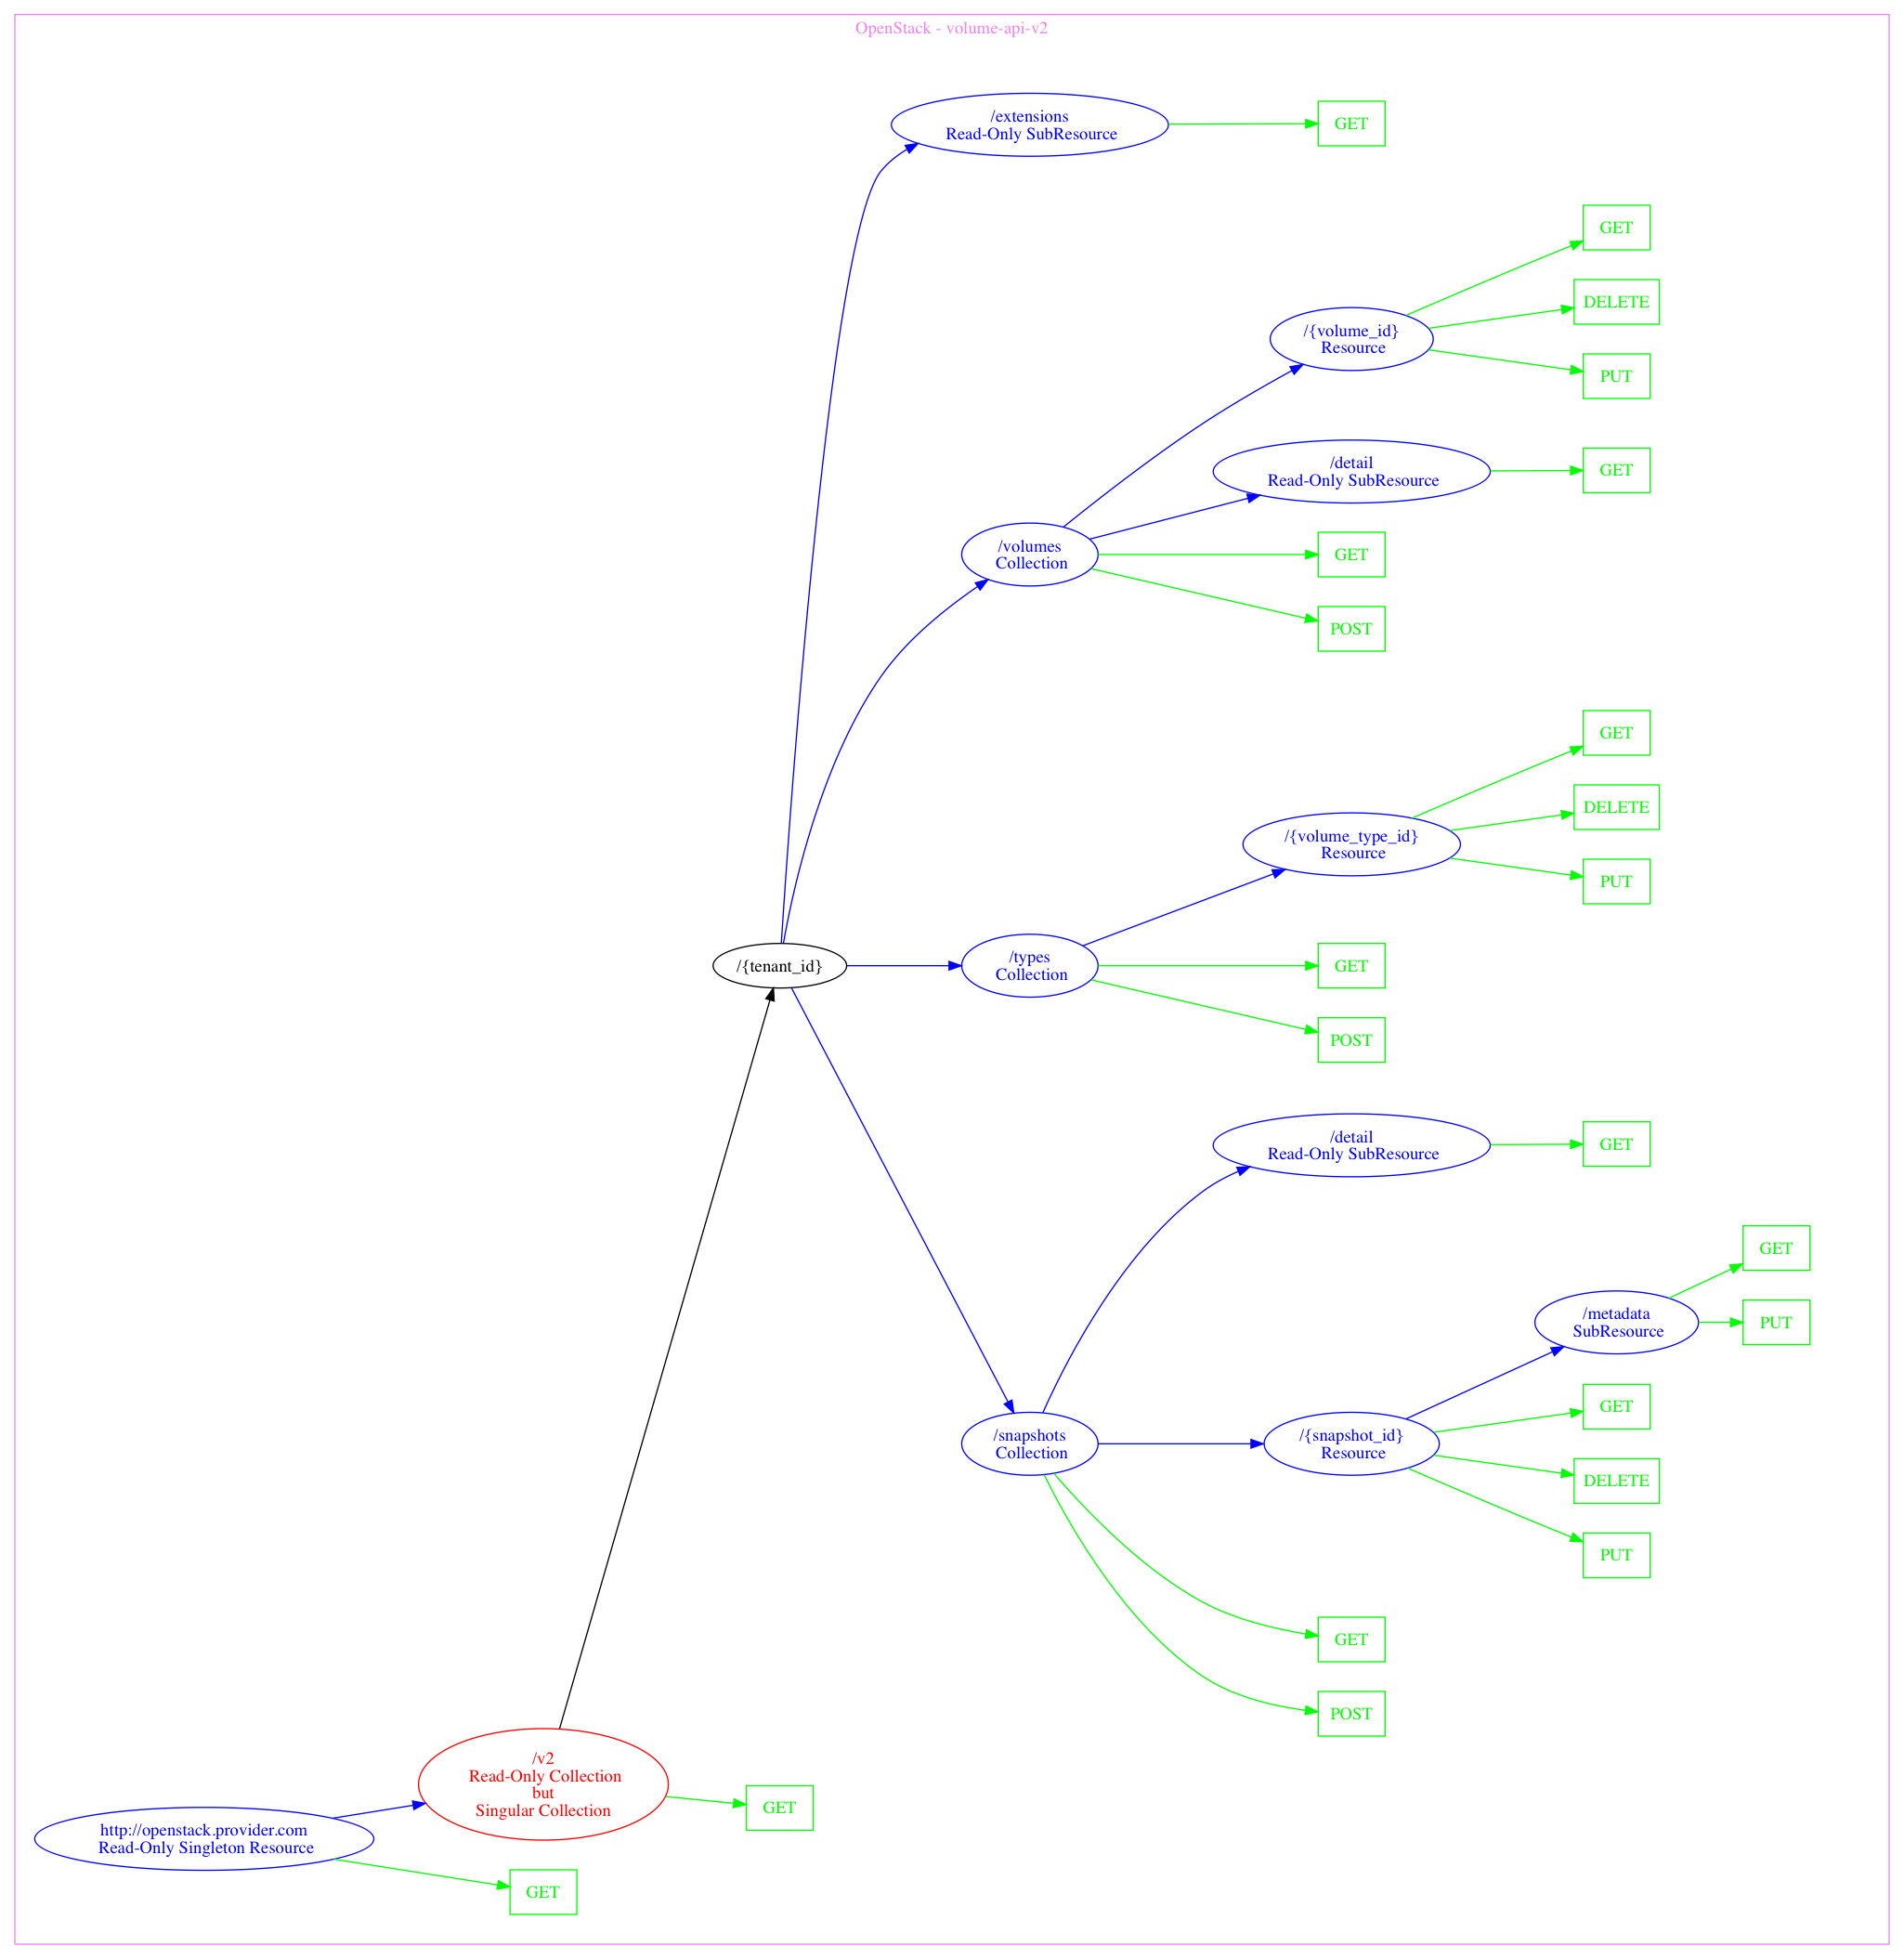 OpenStack - volume-api-v2
/extensions
Read-Only SubResource
GET
GET
DELETE
/{volume_id}
Resource
PUT
/detail
Read-Only SubResource
GET
/volumes
Collection
GET
POST
GET
DELETE
/{volume_type_id}
Resource
PUT
/{tenant_id}
/types
Collection
GET
POST
/detail
Read-Only SubResource
GET
GET
/metadata
SubResource
PUT
GET
/snapshots
Collection
/{snapshot_id}
Resource
DELETE
PUT
GET
POST
/v2
Read-Only Collection
but
Singular Collection
GET
http://openstack.provider.com
Read-Only Singleton Resource
GET